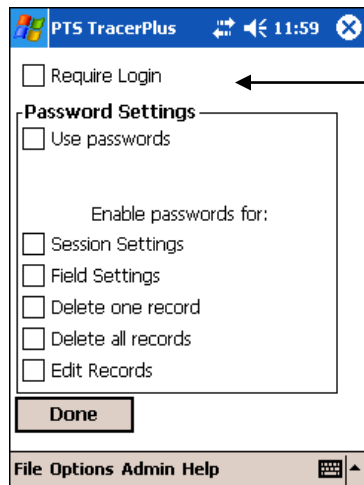 PTS TracerPlus 11:59
Require Login
Password Settings
Use passwords
Enable passwords for:
Session Settings
Field Settings
Delete one record
Delete all records
Edit Records
Done
File Options Admin Help